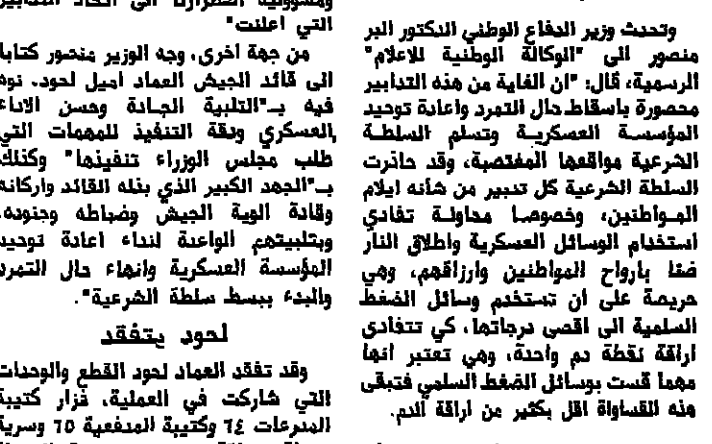 وتحدث وزير الدفاع الوطني الدكتور البر
منصور الى "الوكالة الوطنية للاعلام"
الرسمية، قال: "ان الغاية من هذه التدابير
محصورة باسقاط حال التمرد واعادة توحيد
المؤسسة العسكرية وتسلم السلطة
الشرعية مواقعها المغتصبة، وقد حاذرت
السلطة الشرعية كل تدبير من شأنه ايلام
المواطنين، وخصوصا محاولة تفادي
استخدام الوسائل العسكرية واطلاق النار
ضنا بارواح المواطنين وارزاقهم، وهي
حريصة على ان تستخدم وسائل الضغط
السلمية الى اقصى درجاتها، كي تتفادى
اراقة نقطة دم واحدة، وهي تعتبر انها
مهما قست بوسائل الضغط السلمي فتبقى
هذه القساوة اقل بكثير من اراقة الدم.
ومسؤولية اضطرارنا الى اتخاذ التدابير
التي اعلنت"
من جهة اخرى، وجه الوزير منصور كتابا
الى قائد الجيش العماد اميل لحود، نوه
فيه بـ"التلبية الجادة وحسن الاداء
العسكري ودقة التنفيذ للمهمات التي
طلب مجلس الوزراء تنفيذها" وكذلك
بـ"الجهد الكبير الذي بذله القائد واركانه
وقادة الوية الجيش وضباطه وجنوده،
وبتلبيتهم الواعدة لنداء اعادة توحيد
المؤسسة العسكرية وانهاء حال التمرد
والبدء ببسط سلطة الشرعية".
لحود يتفقد
وقد تفقد العماد لحود القطع والوحدات
التي شاركت في العملية، فزار كتيبة
المدرعات ٦٤ وكتيبة المدفعية ٦٥ وسرية